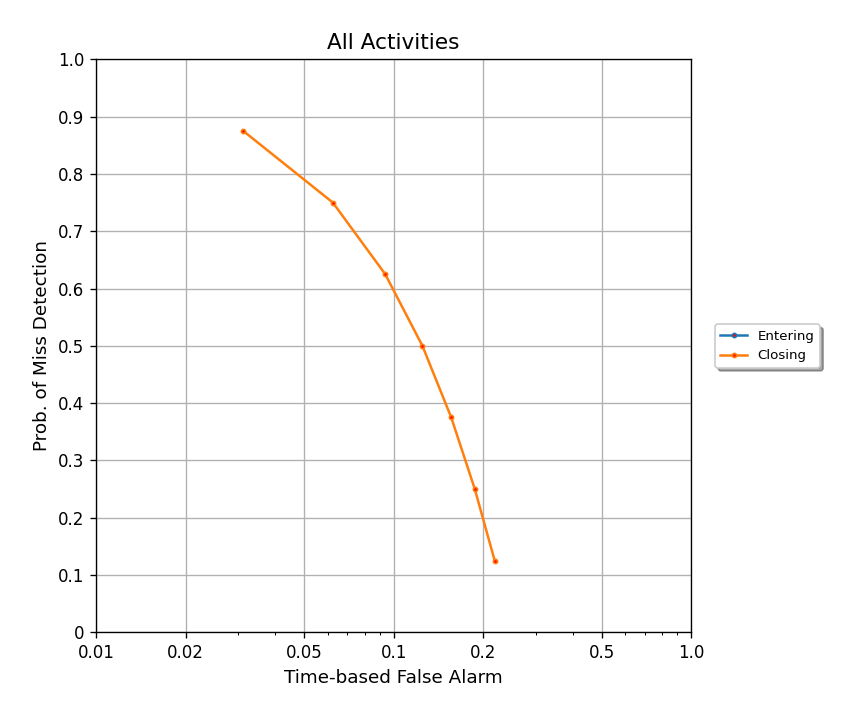 All Activities
Prob. of Miss Detection
1.0
0.9
0.8
0.7
0.6
0.5
0.4
0.3
0.2
0.1
0
0.01 0.02 0.05 0.1 0.2 0.5 1.0
Time-based False Alarm
Entering
Closing